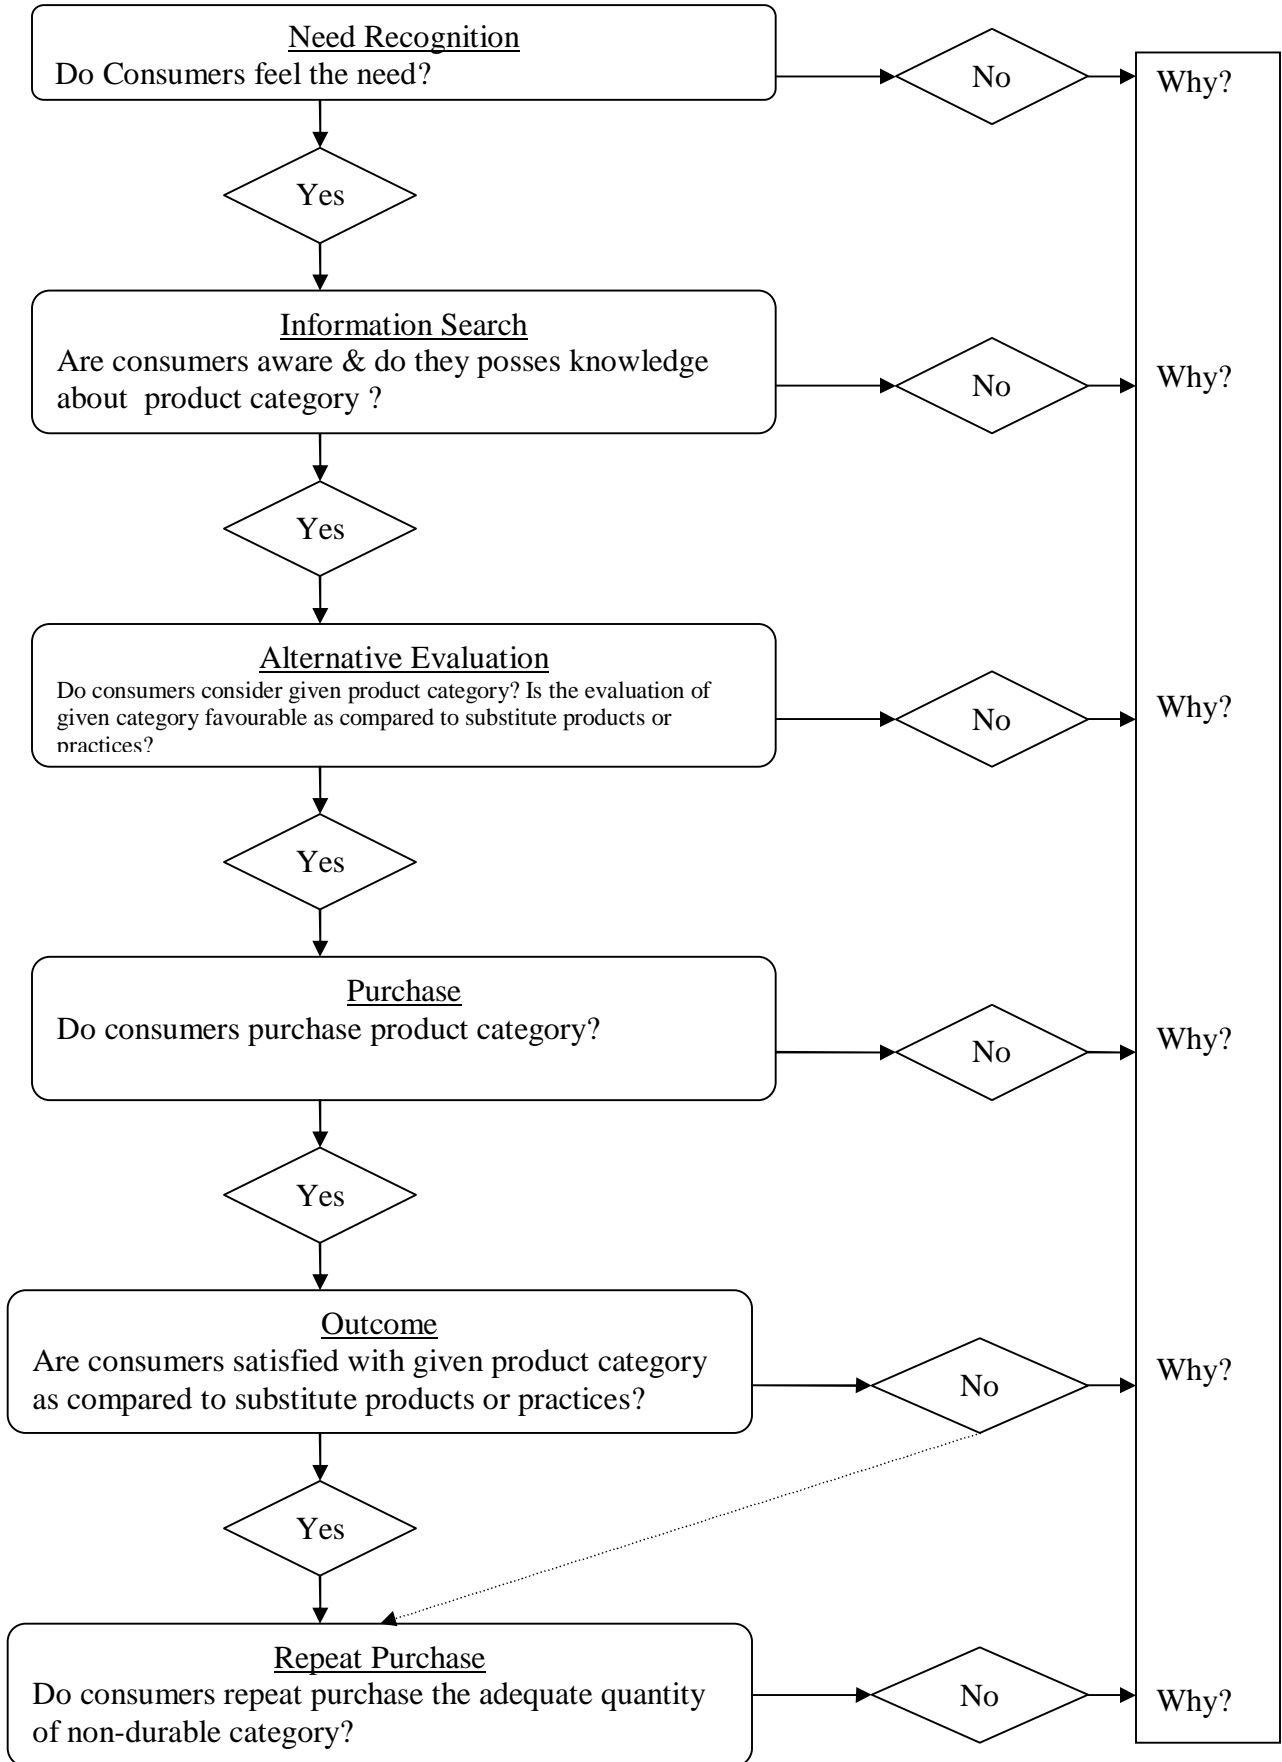 Need Recognition
Do Consumers feel the need?
No
Why?
Yes
Information Search
Are consumers aware & do they posses knowledge
about product category ?
No
Why?
Yes
Alternative Evaluation
Do consumers consider given product category? Is the evaluation of
given category favourable as compared to substitute products or
practices?
No
Why?
Yes
Purchase
Do consumers purchase product category?
No
Why?
Yes
Outcome
Are consumers satisfied with given product category
as compared to substitute products or practices?
No
Why?
Yes
Repeat Purchase
Do consumers repeat purchase the adequate quantity
of non-durable category?
No
Why?